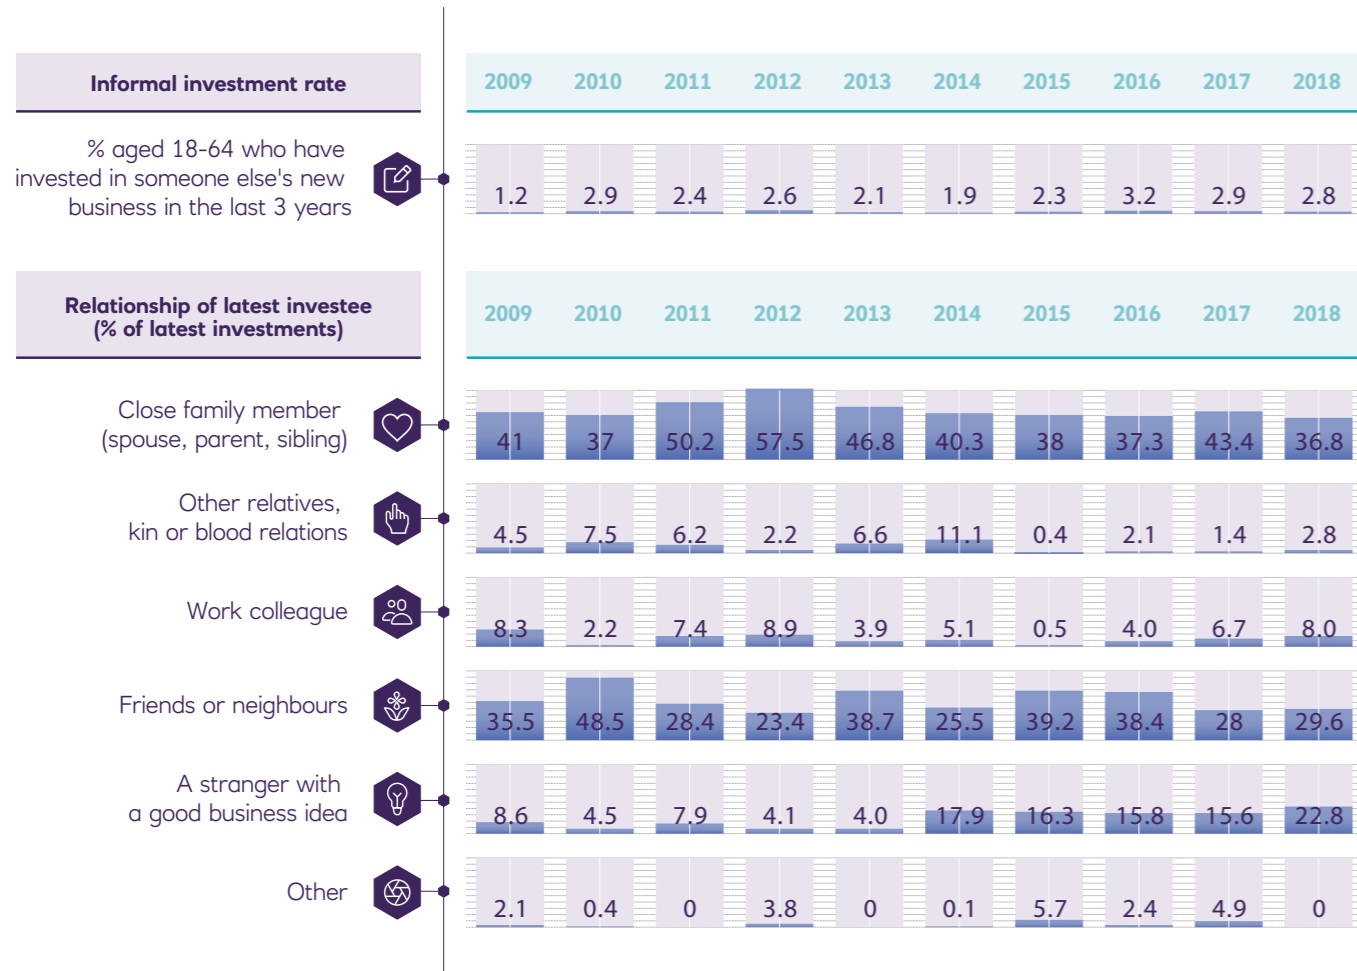 Informal investment rate
2009 2010 2011 2012 2013 2014 2015 2016 2017 2018
% aged 18-64 who have
invested in someone else's new
business in the last 3 years
1.2 2.9 2.4 2.6 2.1 1.9 2.3 3.2 2.9 2.8
Relationship of latest investee
(% of latest investments)
2009 2010 2011 2012 2013 2014 2015 2016 2017 2018
Close family member
(spouse, parent, sibling)
41 37 50.2 57.5 46.8 40.3 38 37.3 43.4 36.8
Other relatives,
kin or blood relations
4.5 7.5 6.2 2.2 6.6 11.1 0.4 2.1 1.4 2.8
Work colleague
8.3 2.2 7.4 8.9 3.9 5.1 0.5 4.0 6.7 8.0
Friends or neighbours
35.5 48.5 28.4 23.4 38.7 25.5 39.2 38.4 28 29.6
A stranger with
a good business idea
8.6 4.5 7.9 4.1 4.0 17.9 16.3 15.8 15.6 22.8
Other
2.1 0.4 0 3.8 0 0.1 5.7 2.4 4.9 0